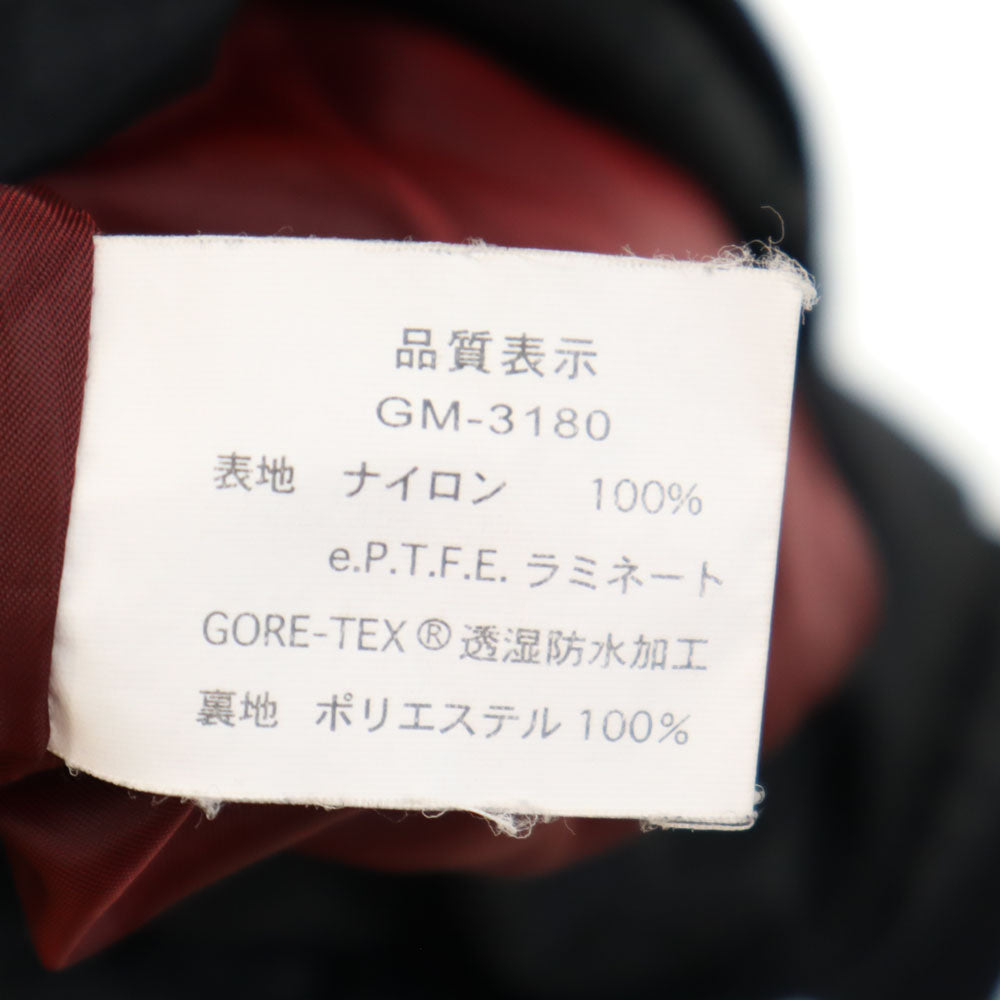 品質表示
GM-3180
表地 ナイロン 100%
e.P.T.F.E. ラミネート
GORE-TEX® 透湿防水加工
裏地 ポリエステル 100%